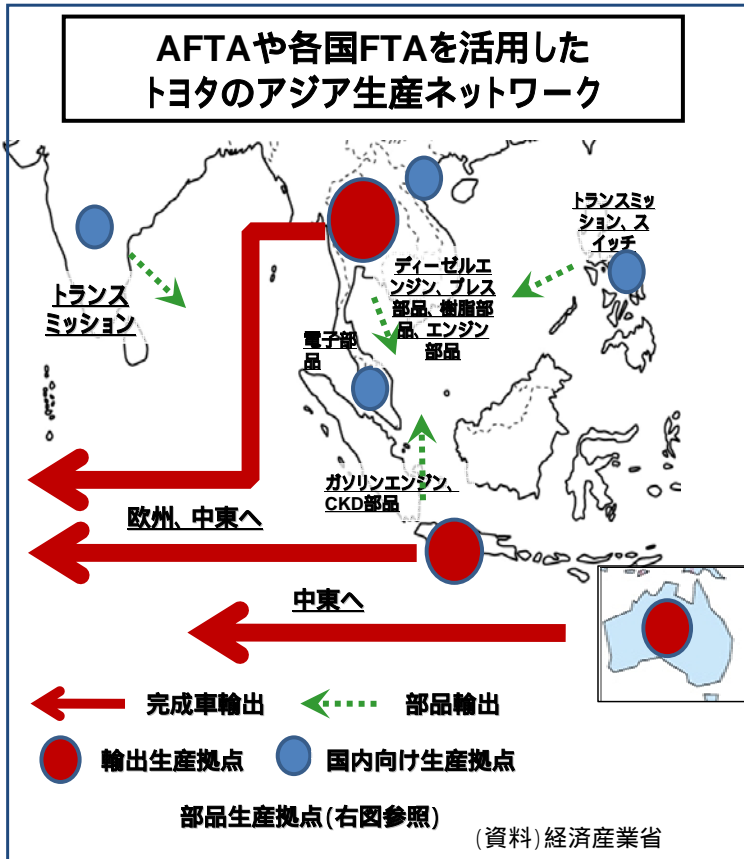 AFTAや各国FTAを活用した
トヨタのアジア生産ネットワーク
トランスミッ
ション、ス
イッチ
トランス
ミッション
ディーゼルエ
ンジン、プレス
部品、樹脂部
品、エンジン
部品
電子部
品
ガソリンエンジン、
CKD部品
欧州、中東へ
中東へ
完成車輸出
部品輸出
輸出生産拠点
国内向け生産拠点
部品生産拠点(右図参照)
(資料)経済産業省